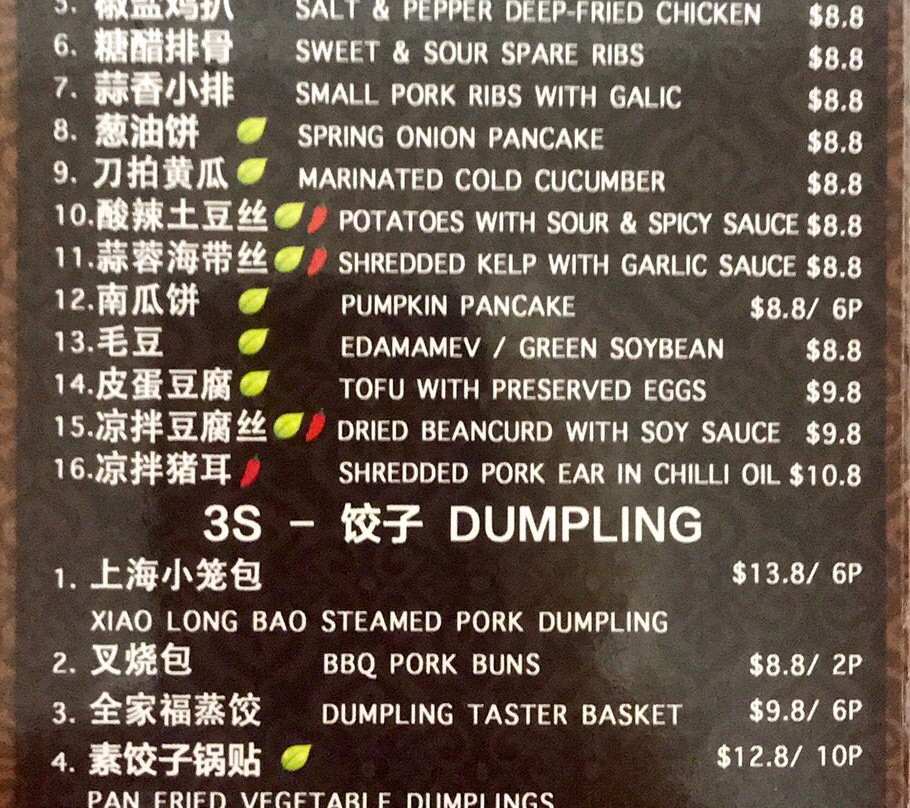 5. 椒盐鸡扒 SALT & PEPPER DEEP-FRIED CHICKEN $8.8
6. 糖醋排骨 SWEET & SOUR SPARE RIBS $8.8
7. 蒜香小排 SMALL PORK RIBS WITH GALIC $8.8
8. 葱油饼 SPRING ONION PANCAKE $8.8
9. 刀拍黄瓜 MARINATED COLD CUCUMBER $8.8
10.酸辣土豆丝 POTATOES WITH SOUR & SPICY SAUCE $8.8
11.蒜蓉海带丝 SHREDDED KELP WITH GARLIC SAUCE $8.8
12.南瓜饼 PUMPKIN PANCAKE $8.8/ 6P
13.毛豆 EDAMAMEV / GREEN SOYBEAN $8.8
14.皮蛋豆腐 TOFU WITH PRESERVED EGGS $9.8
15.凉拌豆腐丝 DRIED BEANCURD WITH SOY SAUCE $9.8
16.凉拌猪耳 SHREDDED PORK EAR IN CHILLI OIL $10.8
3S - 饺子 DUMPLING
1. 上海小笼包 $13.8/ 6P
XIAO LONG BAO STEAMED PORK DUMPLING
2. 叉烧包 BBQ PORK BUNS $8.8/ 2P
3. 全家福蒸饺 DUMPLING TASTER BASKET $9.8/ 6P
4. 素饺子锅贴 $12.8/ 10P
PAN FRIED VEGETABLE DUMPLINGS